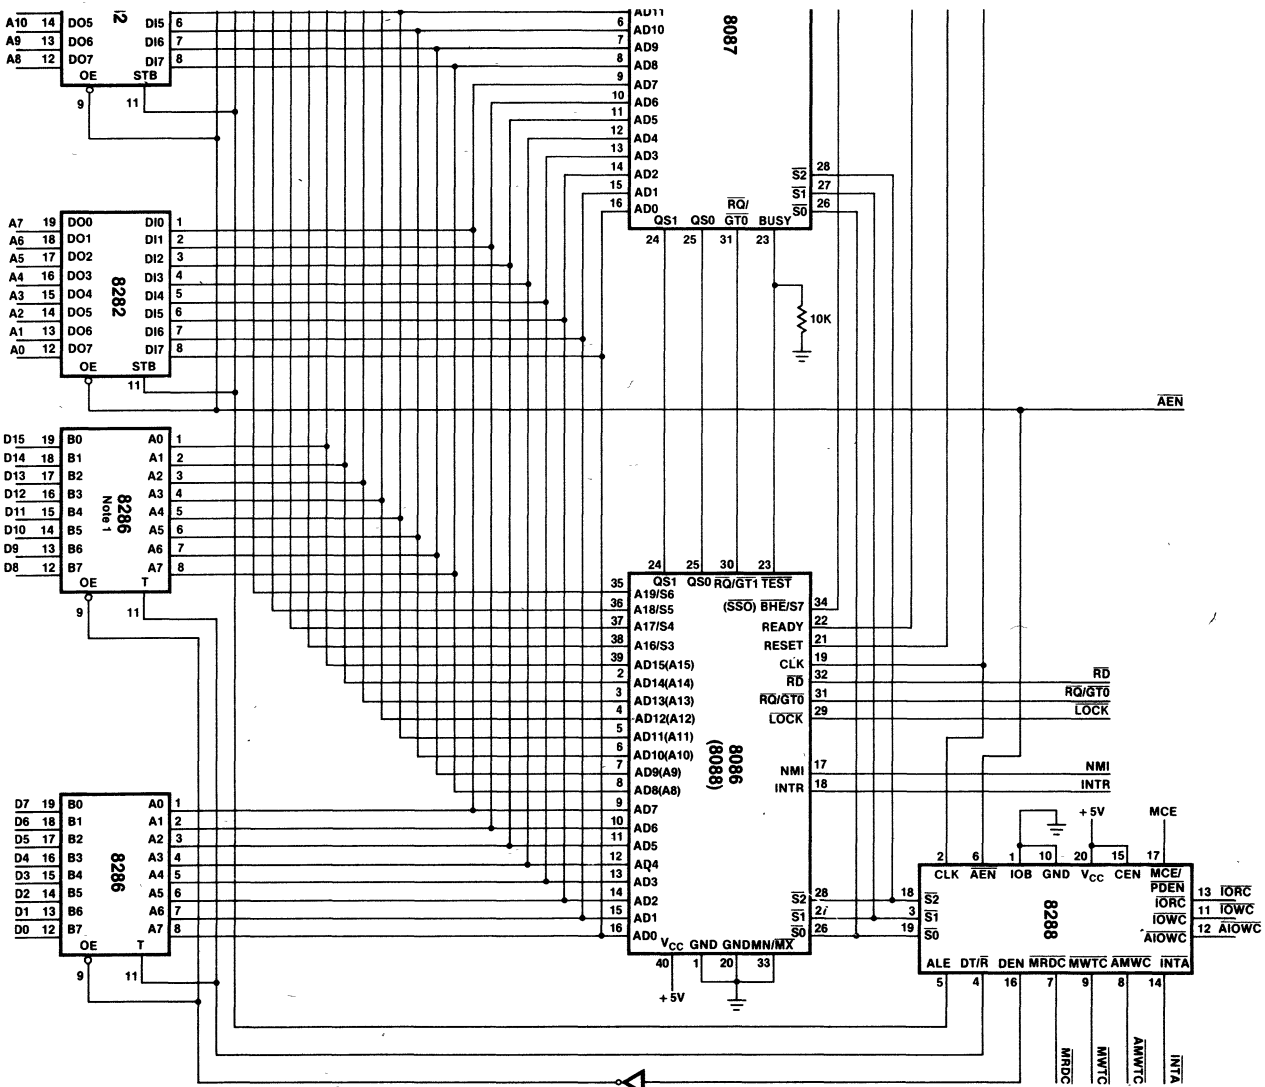 A10 14 DO5 DI5 6
A9 13 DO6 DI6 7
A8 12 DO7 DI7 8
OE STB
9 11
AD11
6 AD10
7 AD9
8 AD8
9 AD7
10 AD6
11 AD5
12 AD4
13 AD3
14 AD2
15 AD1
16 AD0
8087
S2 28
S1 27
S0 26
QS1 QS0 RQ/GT0 BUSY
24 25 31 23
10K
A7 19 DO0 DI0 1
A6 18 DO1 DI1 2
A5 17 DO2 DI2 3
A4 16 DO3 DI3 4
A3 15 DO4 DI4 5
A2 14 DO5 DI5 6
A1 13 DO6 DI6 7
A0 12 DO7 DI7 8
8282
OE STB
11
AEN
D15 19 B0 A0 1
D14 18 B1 A1 2
D13 17 B2 A2 3
D12 16 B3 A3 4
D11 15 B4 A4 5
D10 14 B5 A5 6
D9 13 B6 A6 7
D8 12 B7 A7 8
8286
Note 1
OE T
9 11
24 25 30 23
QS1 QS0 RQ/GT1 TEST
35 A19/S6
36 A18/S5
37 A17/S4
38 A16/S3
39 AD15(A15)
2 AD14(A14)
3 AD13(A13)
4 AD12(A12)
5 AD11(A11)
6 AD10(A10)
7 AD9(A9)
8 AD8(A8)
9 AD7
10 AD6
11 AD5
12 AD4
13 AD3
14 AD2
15 AD1
16 AD0
8086
(8088)
(SSO) BHE/S7 34
READY 22
RESET 21
CLK 19
RD 32 RD
RQ/GT0 31 RQ/GT0
LOCK 29 LOCK
NMI 17 NMI
INTR 18 INTR
S2 28
S1
S0 26
VCC GND GND MN/MX
40 1 20 33
+5V
D7 19 B0 A0 1
D6 18 B1 A1 2
D5 17 B2 A2 3
D4 16 B3 A3 4
D3 15 B4 A4 5
D2 14 B5 A5 6
D1 13 B6 A6 7
D0 12 B7 A7 8
8286
OE T
9 11
+5V MCE
2 6 1 10 20 15 17
CLK AEN IOB GND VCC CEN MCE/PDEN
18 S2
3 S1
19 S0
8288
IORC 13 IORC
IOWC 11 IOWC
AIOWC 12 AIOWC
ALE DT/R DEN MRDC MWTC AMWC INTA
5 4 16 7 9 8 14
MRDC
MWTC
AMWTC
INTA